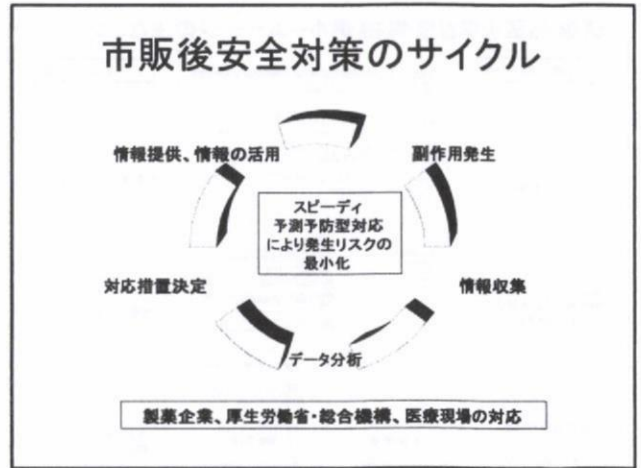 市販後安全対策のサイクル
情報提供、情報の活用
副作用発生
スピーディ
予測予防型対応
により発生リスクの
最小化
対応措置決定
情報収集
データ分析
製薬企業、厚生労働省・総合機構、医療現場の対応